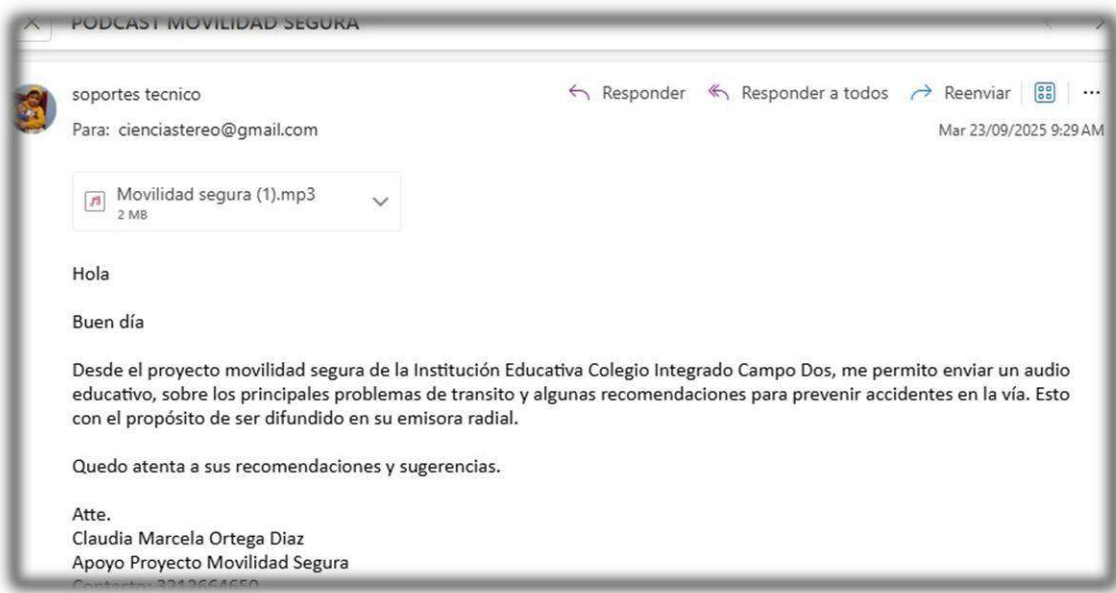 PODCAST MOVILIDAD SEGURA
soportes tecnico
Responder Responder a todos Reenviar
Para: cienciastereo@gmail.com
Mar 23/09/2025 9:29 AM
Movilidad segura (1).mp3
2 MB
Hola
Buen día
Desde el proyecto movilidad segura de la Institución Educativa Colegio Integrado Campo Dos, me permito enviar un audio
educativo, sobre los principales problemas de transito y algunas recomendaciones para prevenir accidentes en la vía. Esto
con el propósito de ser difundido en su emisora radial.
Quedo atenta a sus recomendaciones y sugerencias.
Atte.
Claudia Marcela Ortega Diaz
Apoyo Proyecto Movilidad Segura
Contacto: 3212664650